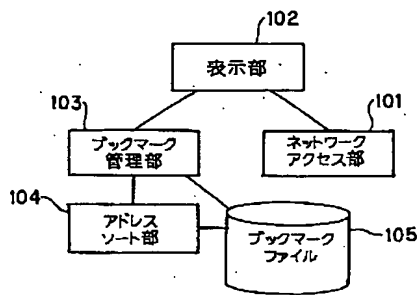 102
表示部
103
ブックマーク
管理部
101
ネットワーク
アクセス部
104
アドレス
ソート部
ブックマーク
ファイル
105